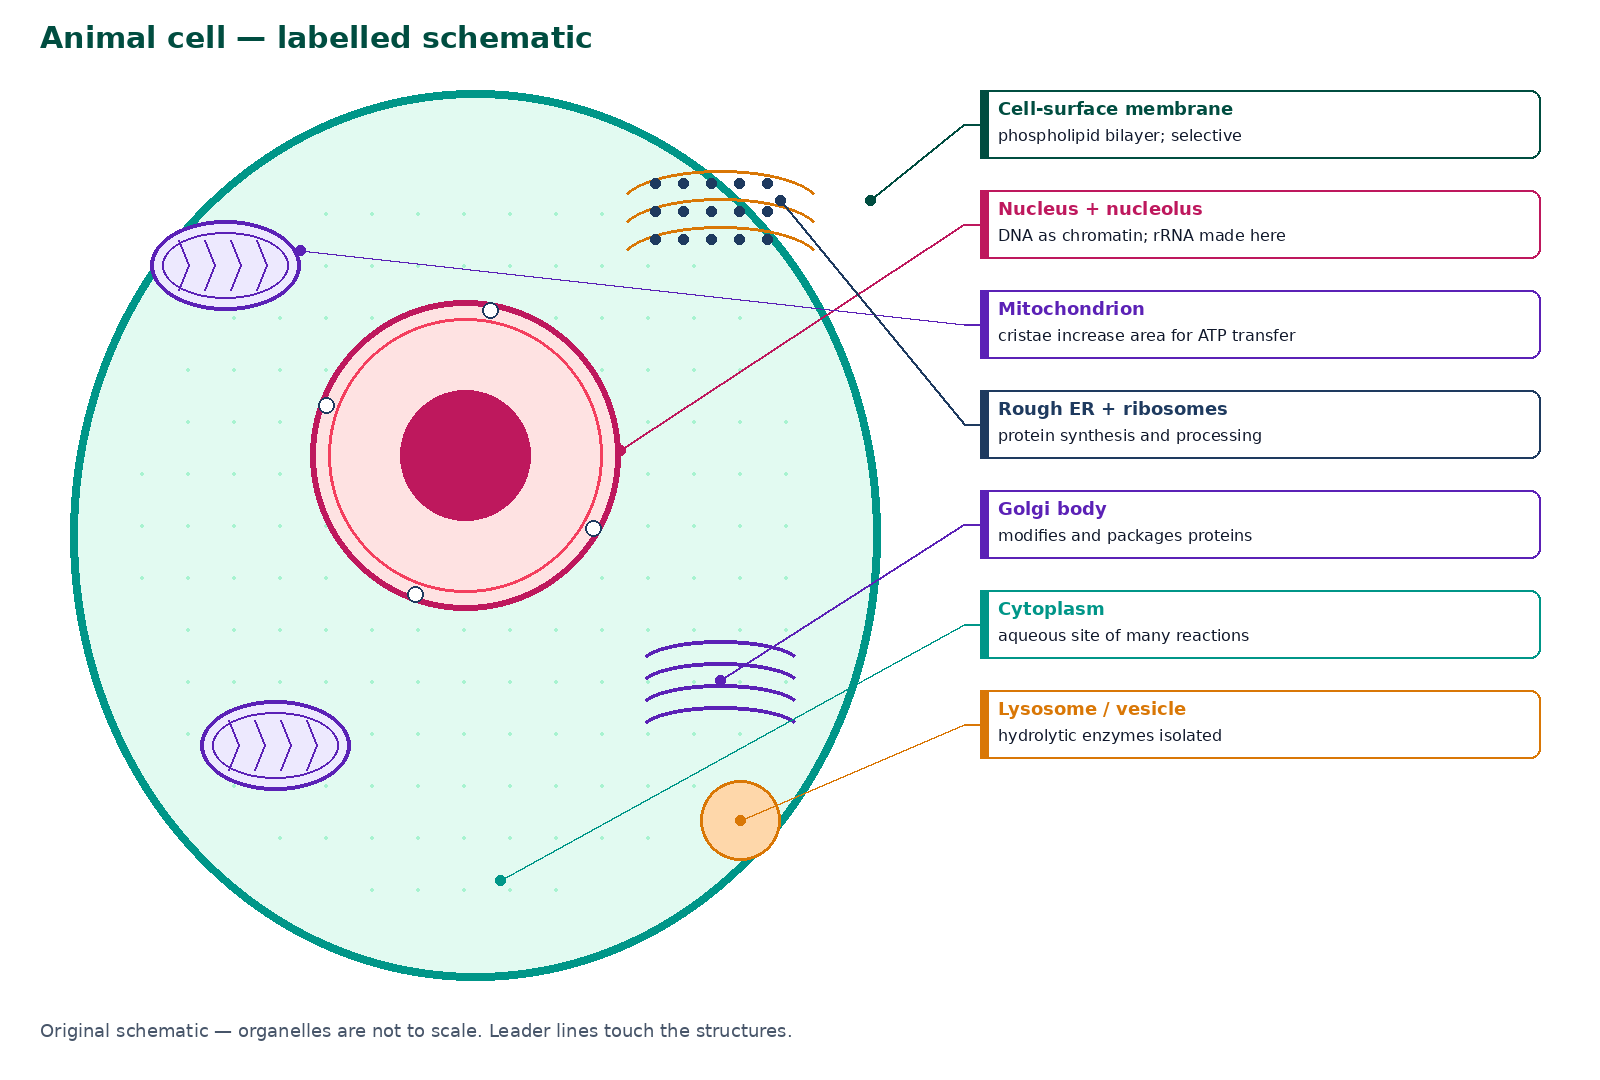 Animal cell — labelled schematic
Cell-surface membrane
phospholipid bilayer; selective
Nucleus + nucleolus
DNA as chromatin; rRNA made here
Mitochondrion
cristae increase area for ATP transfer
Rough ER + ribosomes
protein synthesis and processing
Golgi body
modifies and packages proteins
Cytoplasm
aqueous site of many reactions
Lysosome / vesicle
hydrolytic enzymes isolated
Original schematic — organelles are not to scale. Leader lines touch the structures.